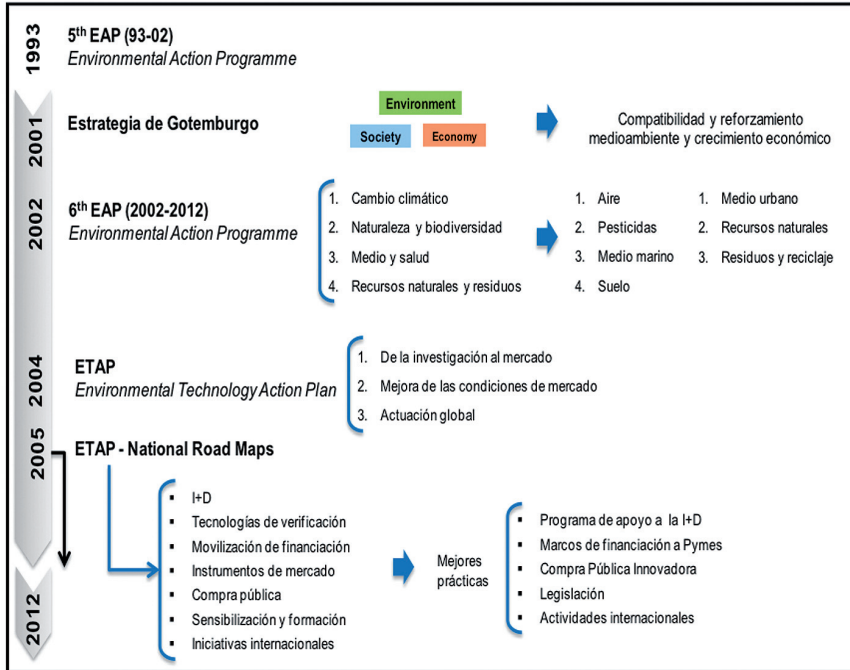 1993
5th EAP (93-02)
Environmental Action Programme
2001
Estrategia de Gotemburgo
Environment
Society
Economy
Compatibilidad y reforzamiento
medioambiente y crecimiento económico
2002
6th EAP (2002-2012)
Environmental Action Programme
1. Cambio climático
2. Naturaleza y biodiversidad
3. Medio y salud
4. Recursos naturales y residuos
1. Aire
2. Pesticidas
3. Medio marino
4. Suelo
1. Medio urbano
2. Recursos naturales
3. Residuos y reciclaje
2004
ETAP
Environmental Technology Action Plan
1. De la investigación al mercado
2. Mejora de las condiciones de mercado
3. Actuación global
2005
ETAP - National Road Maps
▪ I+D
▪ Tecnologías de verificación
▪ Movilización de financiación
▪ Instrumentos de mercado
▪ Compra pública
▪ Sensibilización y formación
▪ Iniciativas internacionales
Mejores
prácticas
▪ Programa de apoyo a la I+D
▪ Marcos de financiación a Pymes
▪ Compra Pública Innovadora
▪ Legislación
▪ Actividades internacionales
2012